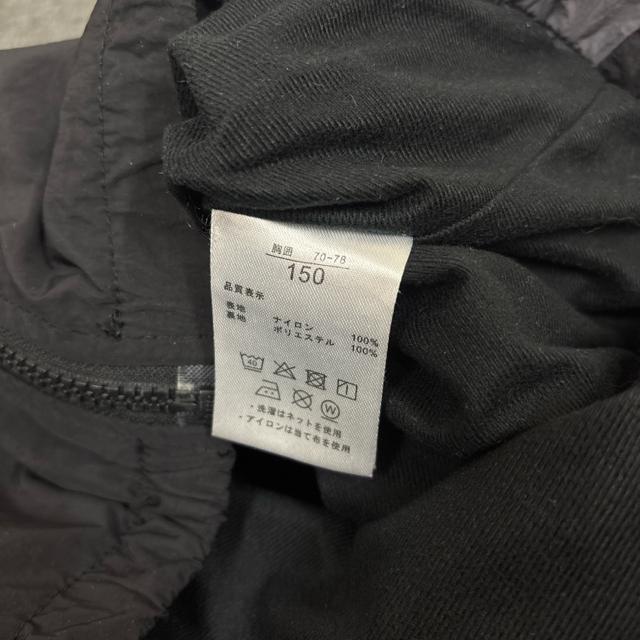 胸囲 70-78
150
品質表示
表地 ナイロン 100%
裏地 ポリエステル 100%
・洗濯はネットを使用
・アイロンは当て布を使用